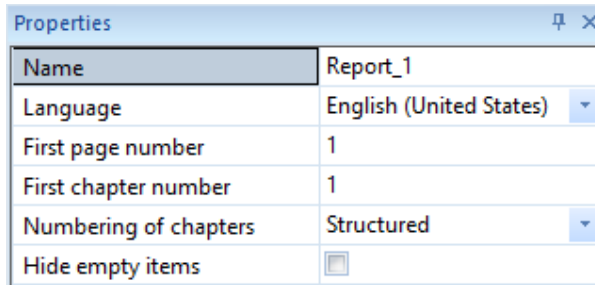 Properties
Name Report_1
Language English (United States)
First page number 1
First chapter number 1
Numbering of chapters Structured
Hide empty items